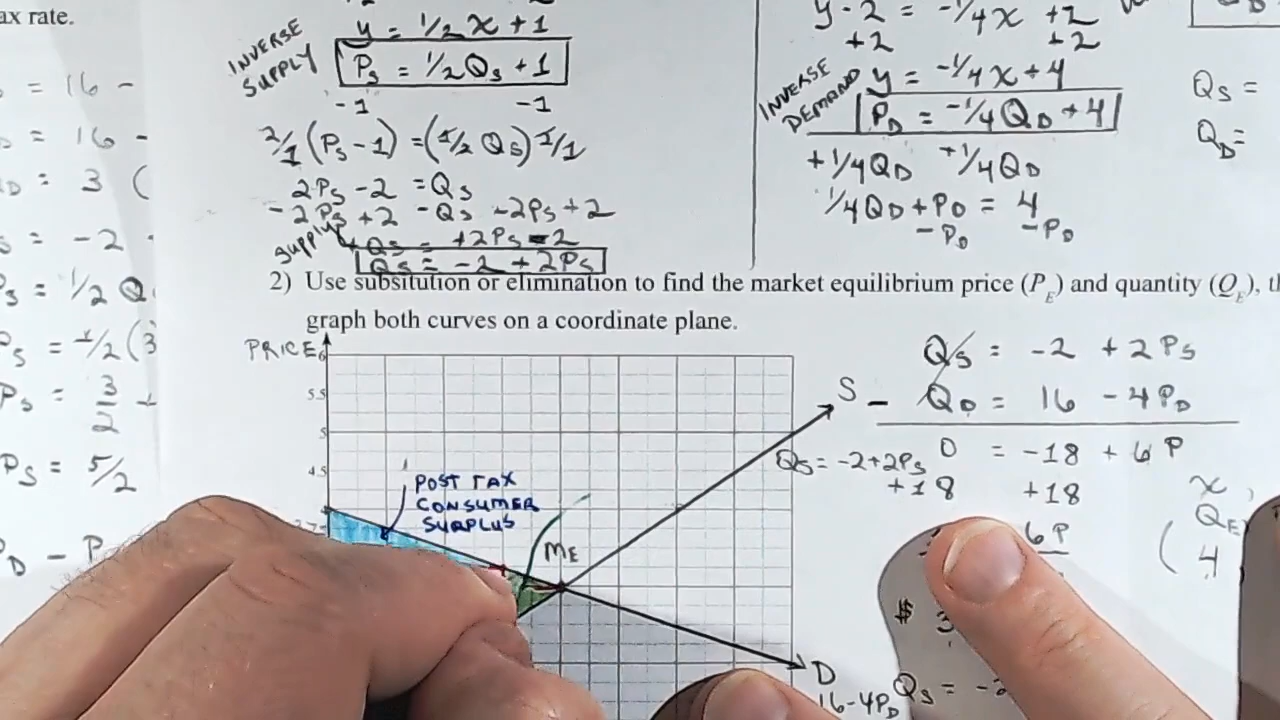 ax rate.
= 16 -
= 16 -
D = 3 (
= -2
S = 1/2 Q
S = 1/2 (3
PS = 3/2 +
PS = 5/2
D - P
INVERSE SUPPLY
y = 1/2 x + 1
PS = 1/2 QS + 1
-1 -1
2/1 (PS - 1) = (1/2 QS) 2/1
2PS - 2 = QS
- 2PS + 2 - QS - 2PS + 2
supply
QS = +2PS - 2
QS = -2 + 2PS
y - 2 = -1/4 x + 2
+2 +2
INVERSE DEMAND
y = -1/4 x + 4
PD = -1/4 QD + 4
+1/4 QD +1/4 QD
1/4 QD + PD = 4
- PD - PD
QS =
QD =
2) Use subsitution or elimination to find the market equilibrium price (PE) and quantity (QE), t
graph both curves on a coordinate plane.
PRICE
6
5.5
5
4.5
POST TAX
CONSUMER
SURPLUS
ME
S
D
QS = -2 + 2PS
- QD = 16 - 4PD
QS = -2+2PS
0 = -18 + 6P
+18 +18
6P
x,
QE
( 4
$ 3
16-4PD
QS = -2